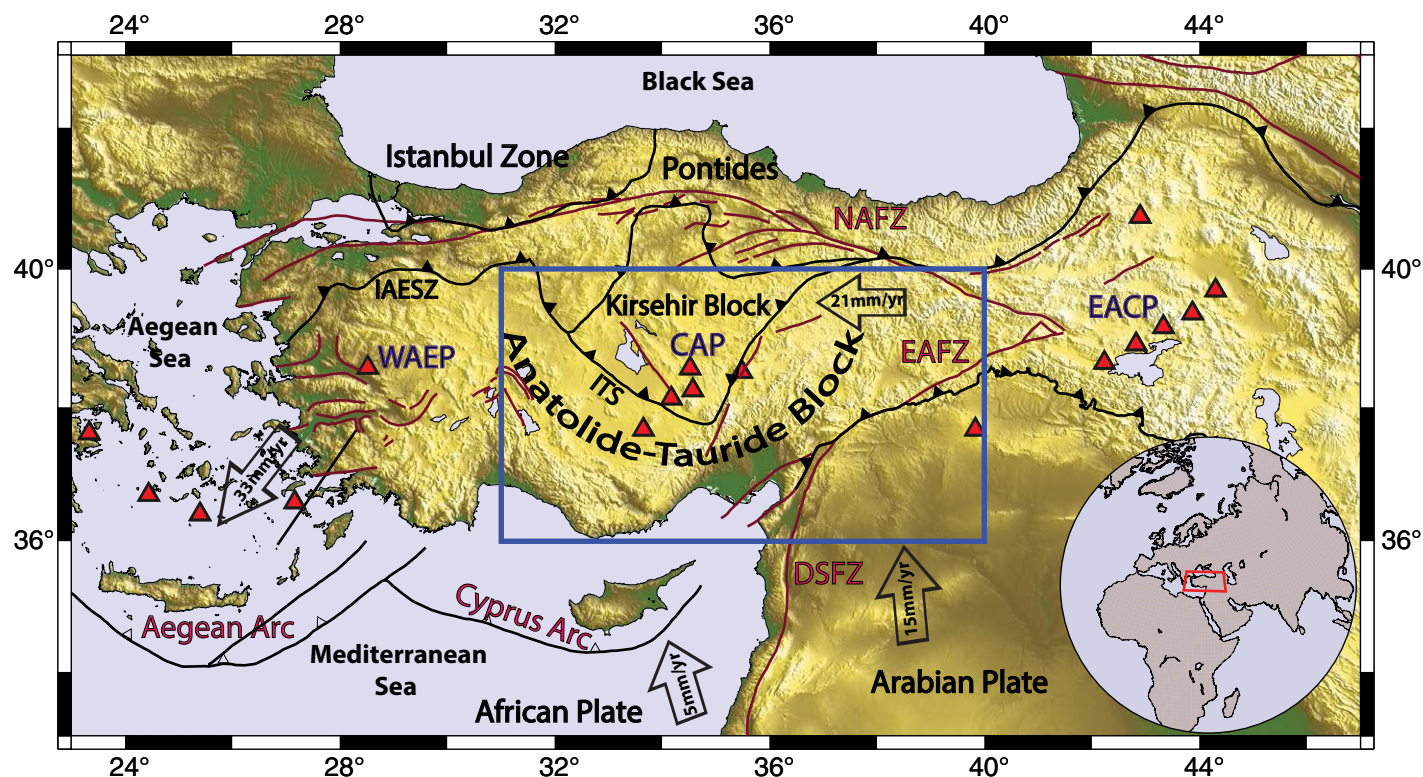 24° 28° 32° 36° 40° 44°
Black Sea
Istanbul Zone
Pontides
NAFZ
40° 40°
IAESZ
Kirsehir Block
21mm/yr
EACP
Aegean
Sea
WAEP
CAP
EAFZ
ITS
Anatolide-Tauride Block
33mm/yr
36° 36°
DSFZ
15mm/yr
Cyprus Arc
Aegean Arc
Mediterranean
Sea
5mm/yr
African Plate
Arabian Plate
24° 28° 32° 36° 40° 44°